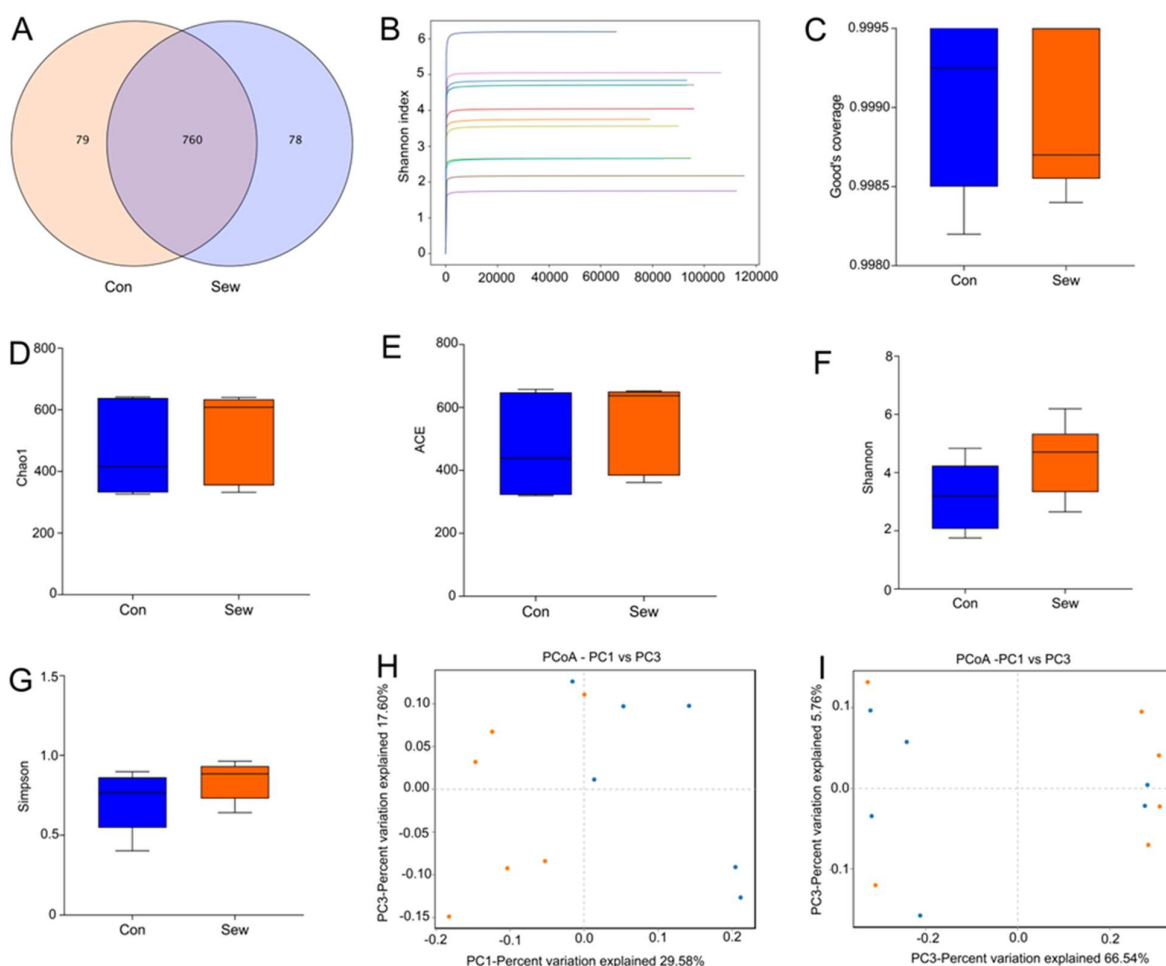 A
79
760
78
Con
Sew
B
Shannon index
6
5
4
3
2
1
0
0
20000
40000
60000
80000
100000
120000
C
Good's coverage
0.9995
0.9990
0.9985
0.9980
Con
Sew
D
Chao1
800
600
400
200
0
Con
Sew
E
ACE
800
600
400
200
0
Con
Sew
F
Shannon
8
6
4
2
0
Con
Sew
G
Simpson
1.5
1.0
0.5
0
Con
Sew
H
PCoA - PC1 vs PC3
PC3-Percent variation explained 17.60%
0.10
0.05
0.00
-0.05
-0.10
-0.15
-0.2
-0.1
0.0
0.1
0.2
PC1-Percent variation explained 29.58%
I
PCoA -PC1 vs PC3
PC3-Percent variation explained 5.76%
0.1
0.0
-0.1
-0.2
0.0
0.2
PC3-Percent variation explained 66.54%